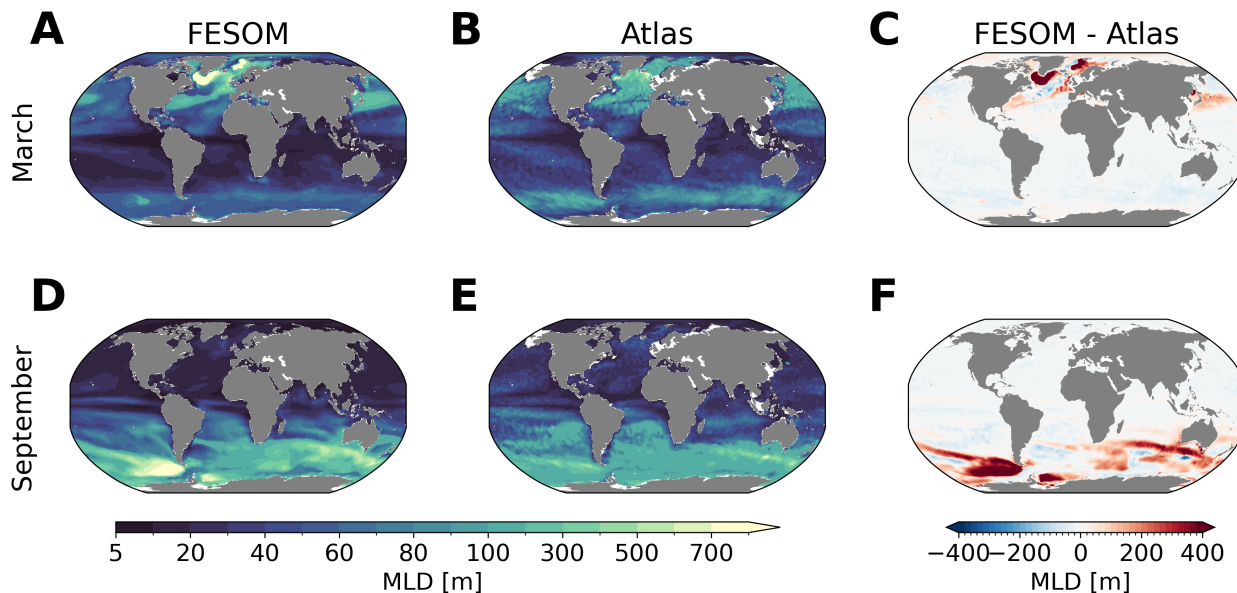 A FESOM B Atlas C FESOM - Atlas
March
D E F
September
5 20 40 60 80 100 300 500 700
MLD [m]
−400 −200 0 200 400
MLD [m]